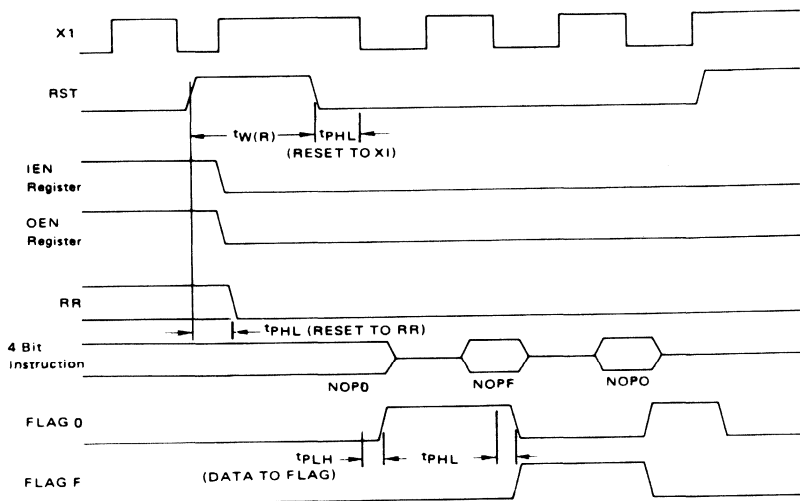 X1
RST
tW(R)
tPHL
(RESET TO XI)
IEN
Register
OEN
Register
RR
tPHL (RESET TO RR)
4 Bit
Instruction
NOP0
NOPF
NOPO
FLAG 0
tPLH
tPHL
(DATA TO FLAG)
FLAG F